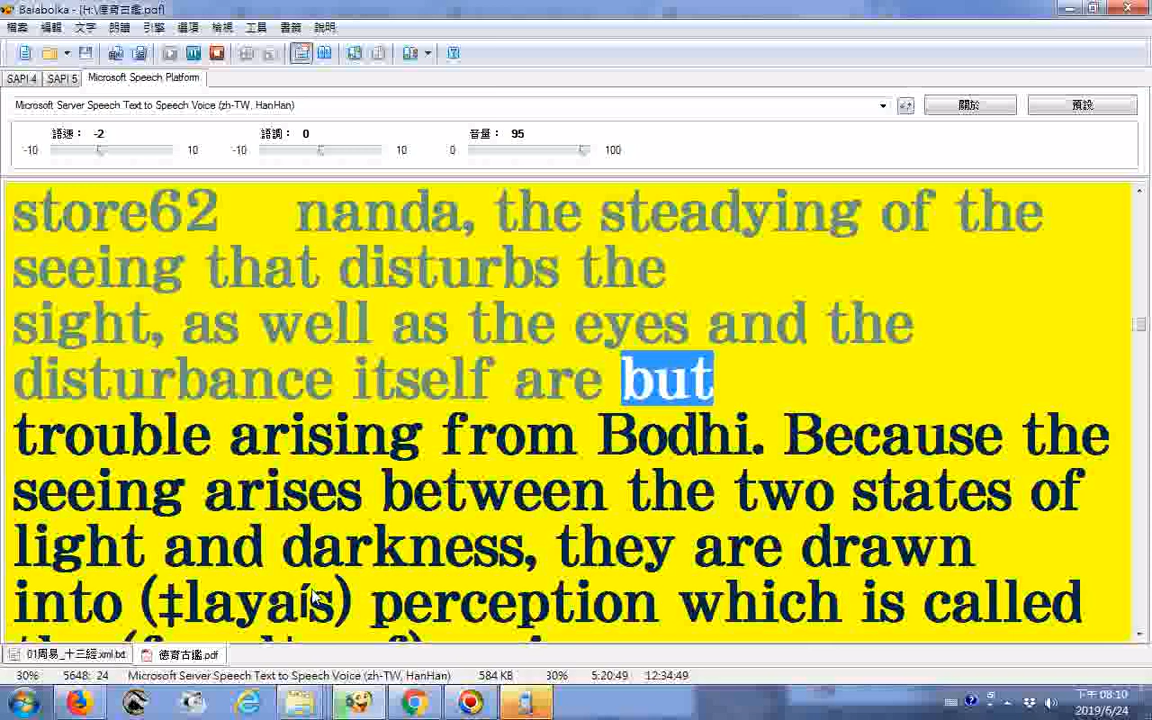 Balabolka - [H:\德育古鑑.pdf]
檔案 編輯 文字 朗讀 引擎 選項 檢視 工具 書籤 說明
SAPI 4 SAPI 5 Microsoft Speech Platform
Microsoft Server Speech Text to Speech Voice (zh-TW, HanHan)
關於 預設
語速： -2 語調： 0 音量： 95
-10 10 -10 10 0 100
store62 nanda, the steadying of the
seeing that disturbs the
sight, as well as the eyes and the
disturbance itself are but
trouble arising from Bodhi. Because the
seeing arises between the two states of
light and darkness, they are drawn
into (‡layaís) perception which is called
01周易_十三經.xml.txt 德育古鑑.pdf
30% 5648: 24 Microsoft Server Speech Text to Speech Voice (zh-TW, HanHan) 584 KB 30% 5:20:49 12:34:49
下午 08:10
2019/6/24